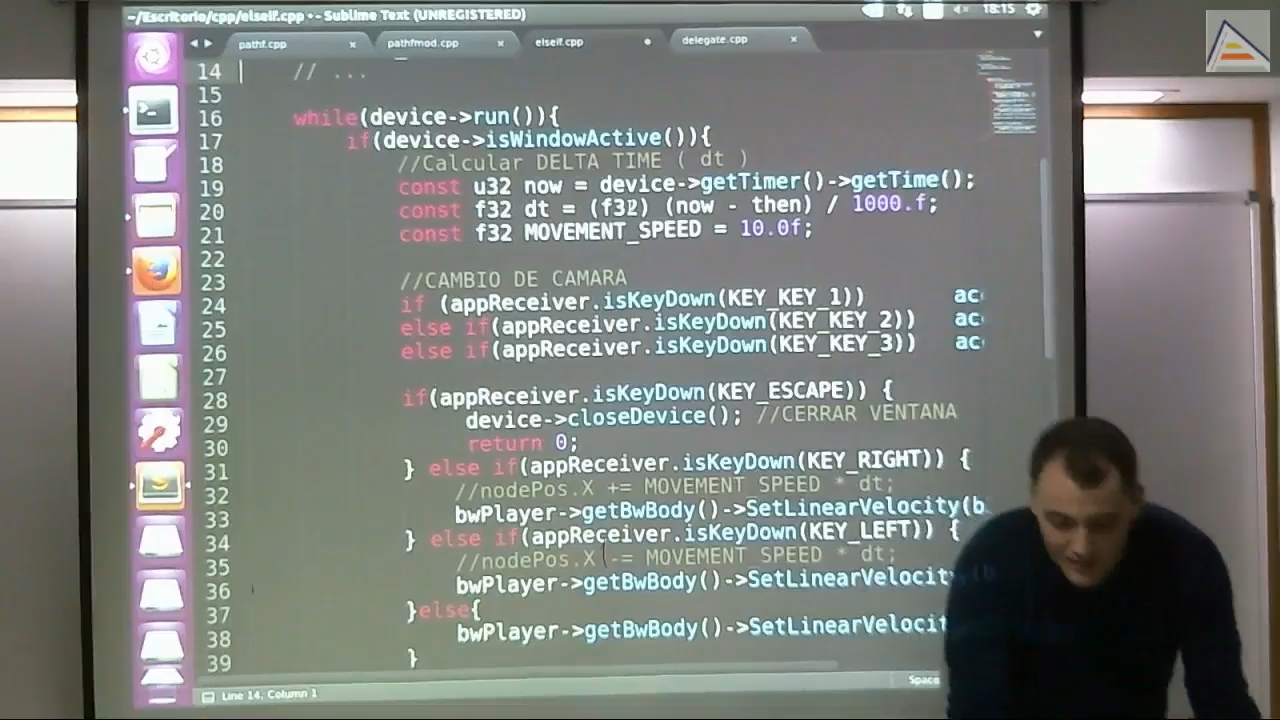 ~/Escritorio/cpp/elseif.cpp • - Sublime Text (UNREGISTERED)
18:15
pathf.cpp × pathfmod.cpp × elseif.cpp • delegate.cpp ×
14 // ...
15
16 while(device->run()){
17 if(device->isWindowActive()){
18 //Calcular DELTA TIME ( dt )
19 const u32 now = device->getTimer()->getTime();
20 const f32 dt = (f32) (now - then) / 1000.f;
21 const f32 MOVEMENT_SPEED = 10.0f;
22
23 //CAMBIO DE CAMARA
24 if (appReceiver.isKeyDown(KEY_KEY_1)) ac
25 else if(appReceiver.isKeyDown(KEY_KEY_2)) ac
26 else if(appReceiver.isKeyDown(KEY_KEY_3)) ac
27
28 if(appReceiver.isKeyDown(KEY_ESCAPE)) {
29 device->closeDevice(); //CERRAR VENTANA
30 return 0;
31 } else if(appReceiver.isKeyDown(KEY_RIGHT)) {
32 //nodePos.X += MOVEMENT_SPEED * dt;
33 bwPlayer->getBwBody()->SetLinearVelocity(b
34 } else if(appReceiver.isKeyDown(KEY_LEFT)) {
35 //nodePos.X -= MOVEMENT_SPEED * dt;
36 bwPlayer->getBwBody()->SetLinearVelocity(b
37 }else{
38 bwPlayer->getBwBody()->SetLinearVelocit
39 }
Line 14, Column 1
Space